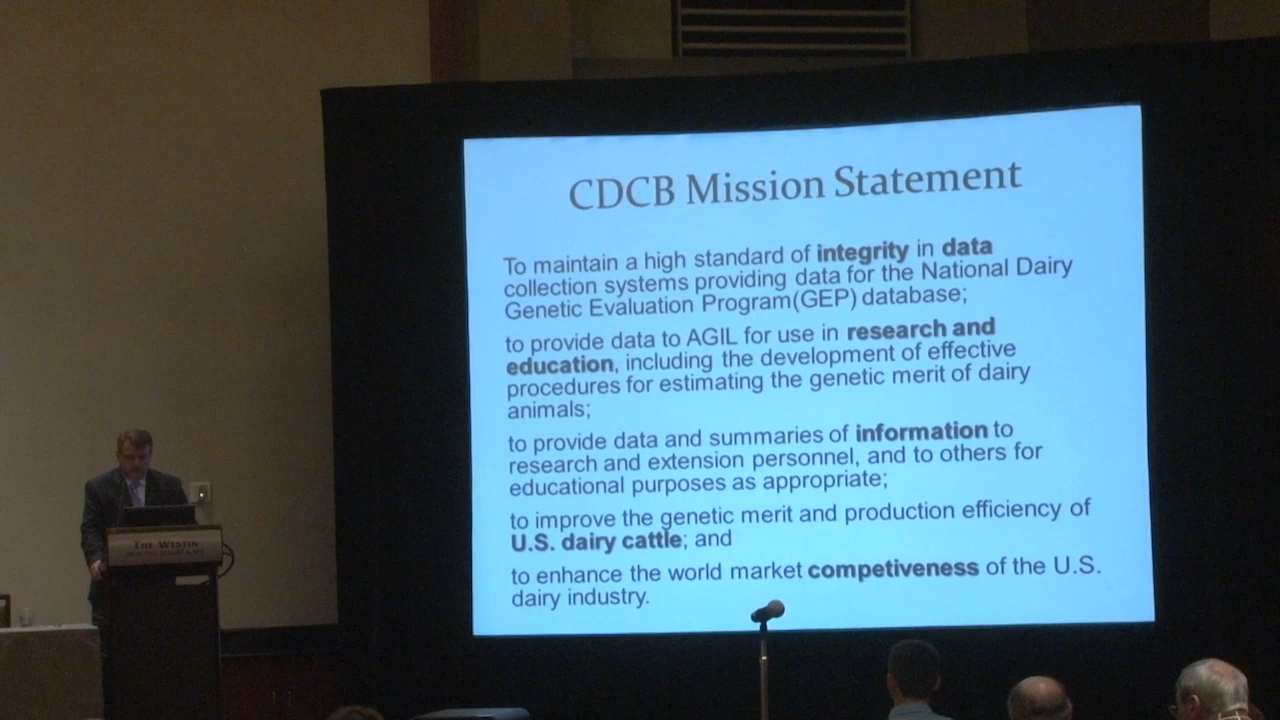 CDCB Mission Statement
To maintain a high standard of integrity in data
collection systems providing data for the National Dairy
Genetic Evaluation Program(GEP) database;
to provide data to AGIL for use in research and
education, including the development of effective
procedures for estimating the genetic merit of dairy
animals;
to provide data and summaries of information to
research and extension personnel, and to others for
educational purposes as appropriate;
to improve the genetic merit and production efficiency of
U.S. dairy cattle; and
to enhance the world market competiveness of the U.S.
dairy industry.
THE WESTIN